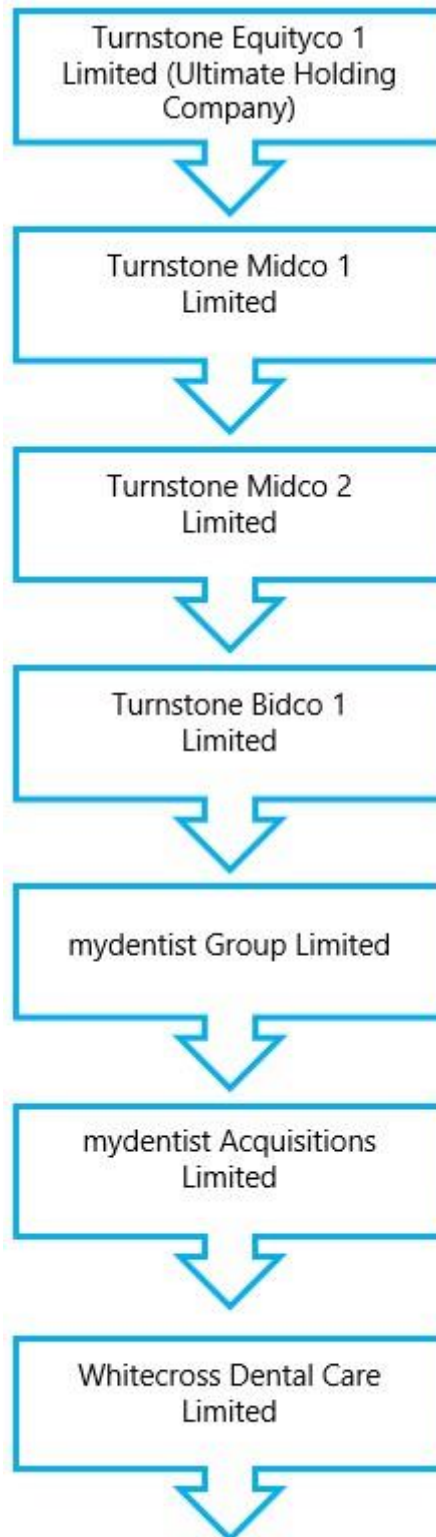 Turnstone Equityco 1
Limited (Ultimate Holding
Company)
Turnstone Midco 1
Limited
Turnstone Midco 2
Limited
Turnstone Bidco 1
Limited
mydentist Group Limited
mydentist Acquisitions
Limited
Whitecross Dental Care
Limited